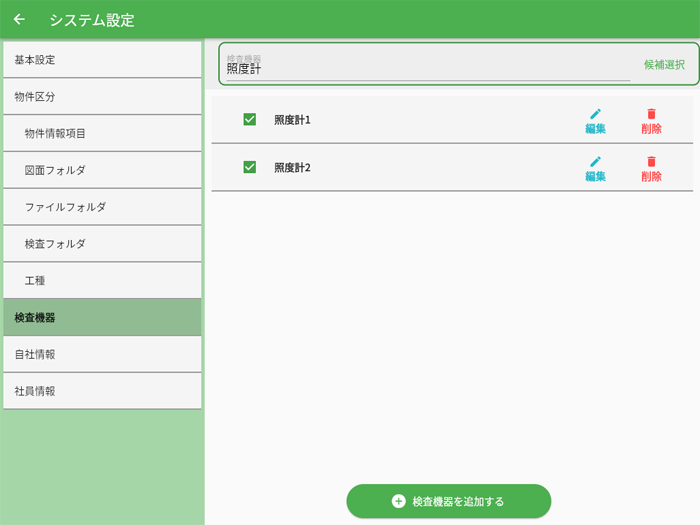 システム設定
基本設定
物件区分
物件情報項目
図面フォルダ
ファイルフォルダ
検査フォルダ
工種
検査機器
自社情報
社員情報
検査機器
照度計
候補選択
照度計1
編集
削除
照度計2
編集
削除
検査機器を追加する